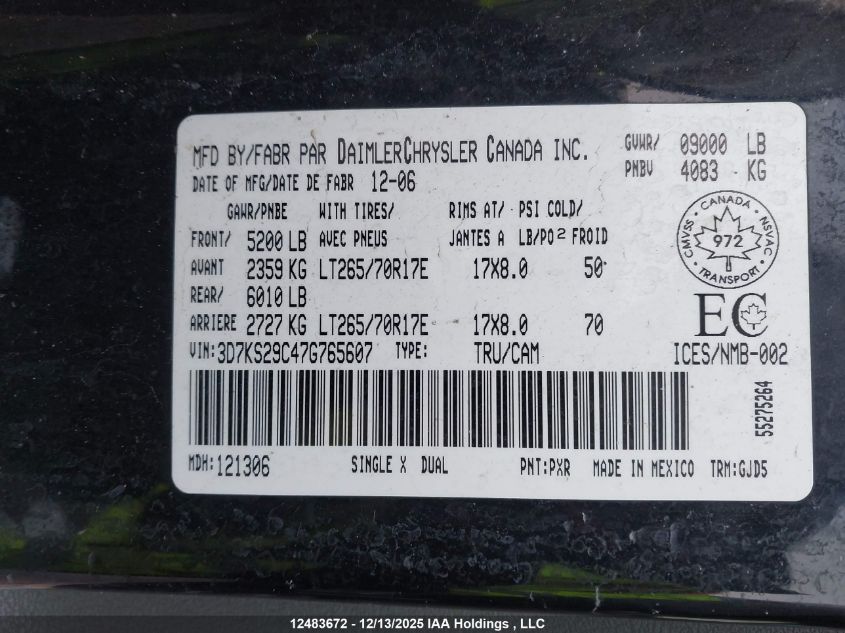 MFD BY/FABR PAR DAIMLERCHRYSLER CANADA INC. GVWR/ 09000 LB
DATE OF MFG/DATE DE FABR 12-06 PNBV 4083 KG
GAWR/PNBE WITH TIRES/ RIMS AT/ PSI COLD/
FRONT/ 5200 LB AVEC PNEUS JANTES A LB/PO2 FROID
AVANT 2359 KG LT265/70R17E 17X8.0 50
REAR/ 6010 LB
ARRIERE 2727 KG LT265/70R17E 17X8.0 70
CANADA
CMVSS · NSVAC
972
TRANSPORT
EC
VIN:3D7KS29C47G765607 TYPE: TRU/CAM ICES/NMB-002
55275264
MDH:121306 SINGLE X DUAL PNT:PXR MADE IN MEXICO TRM:GJD5
12483672 - 12/13/2025 IAA Holdings , LLC